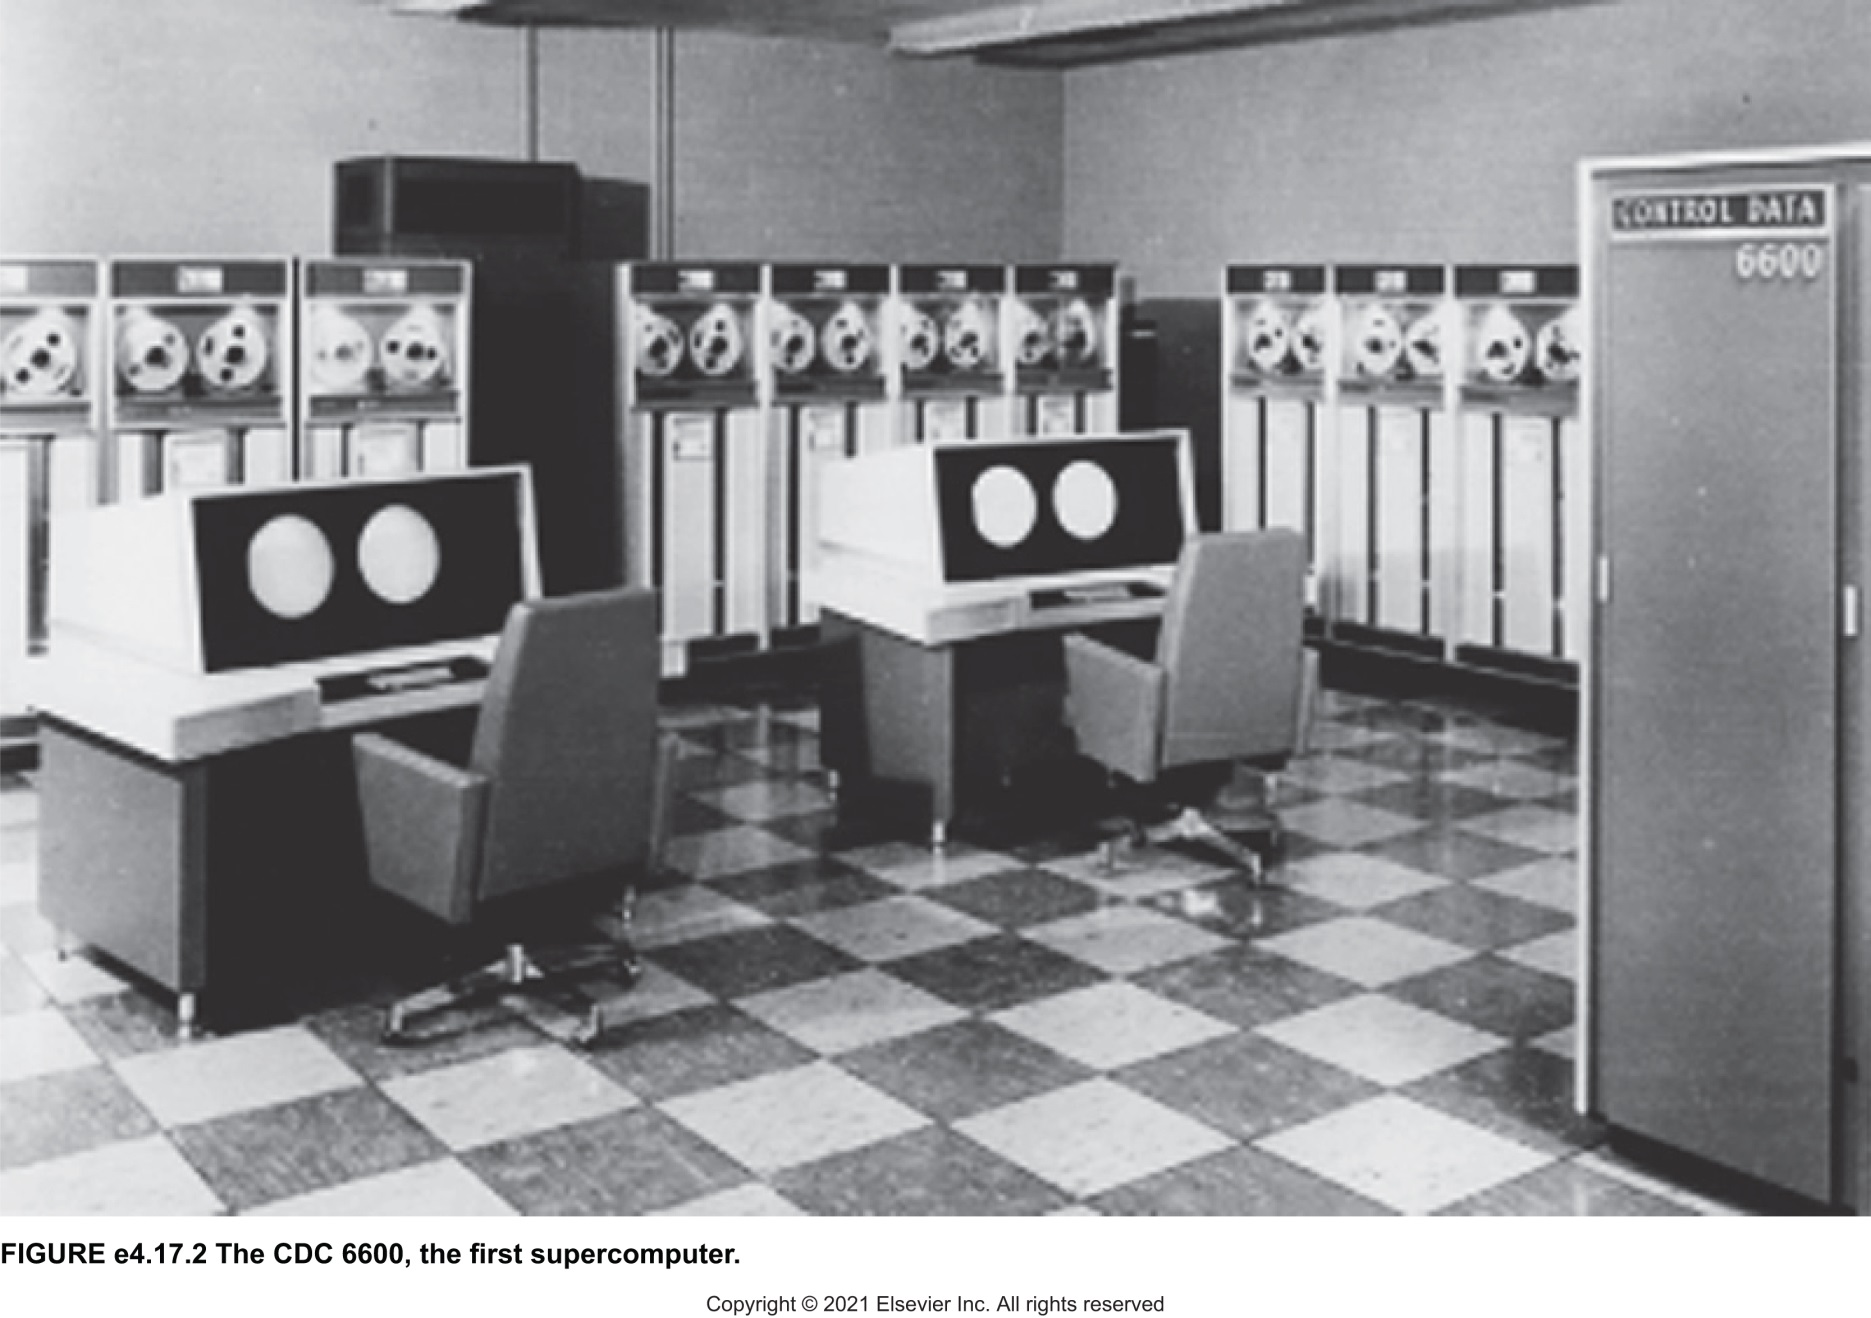 CONTROL DATA
6600
FIGURE e4.17.2 The CDC 6600, the first supercomputer.
Copyright © 2021 Elsevier Inc. All rights reserved